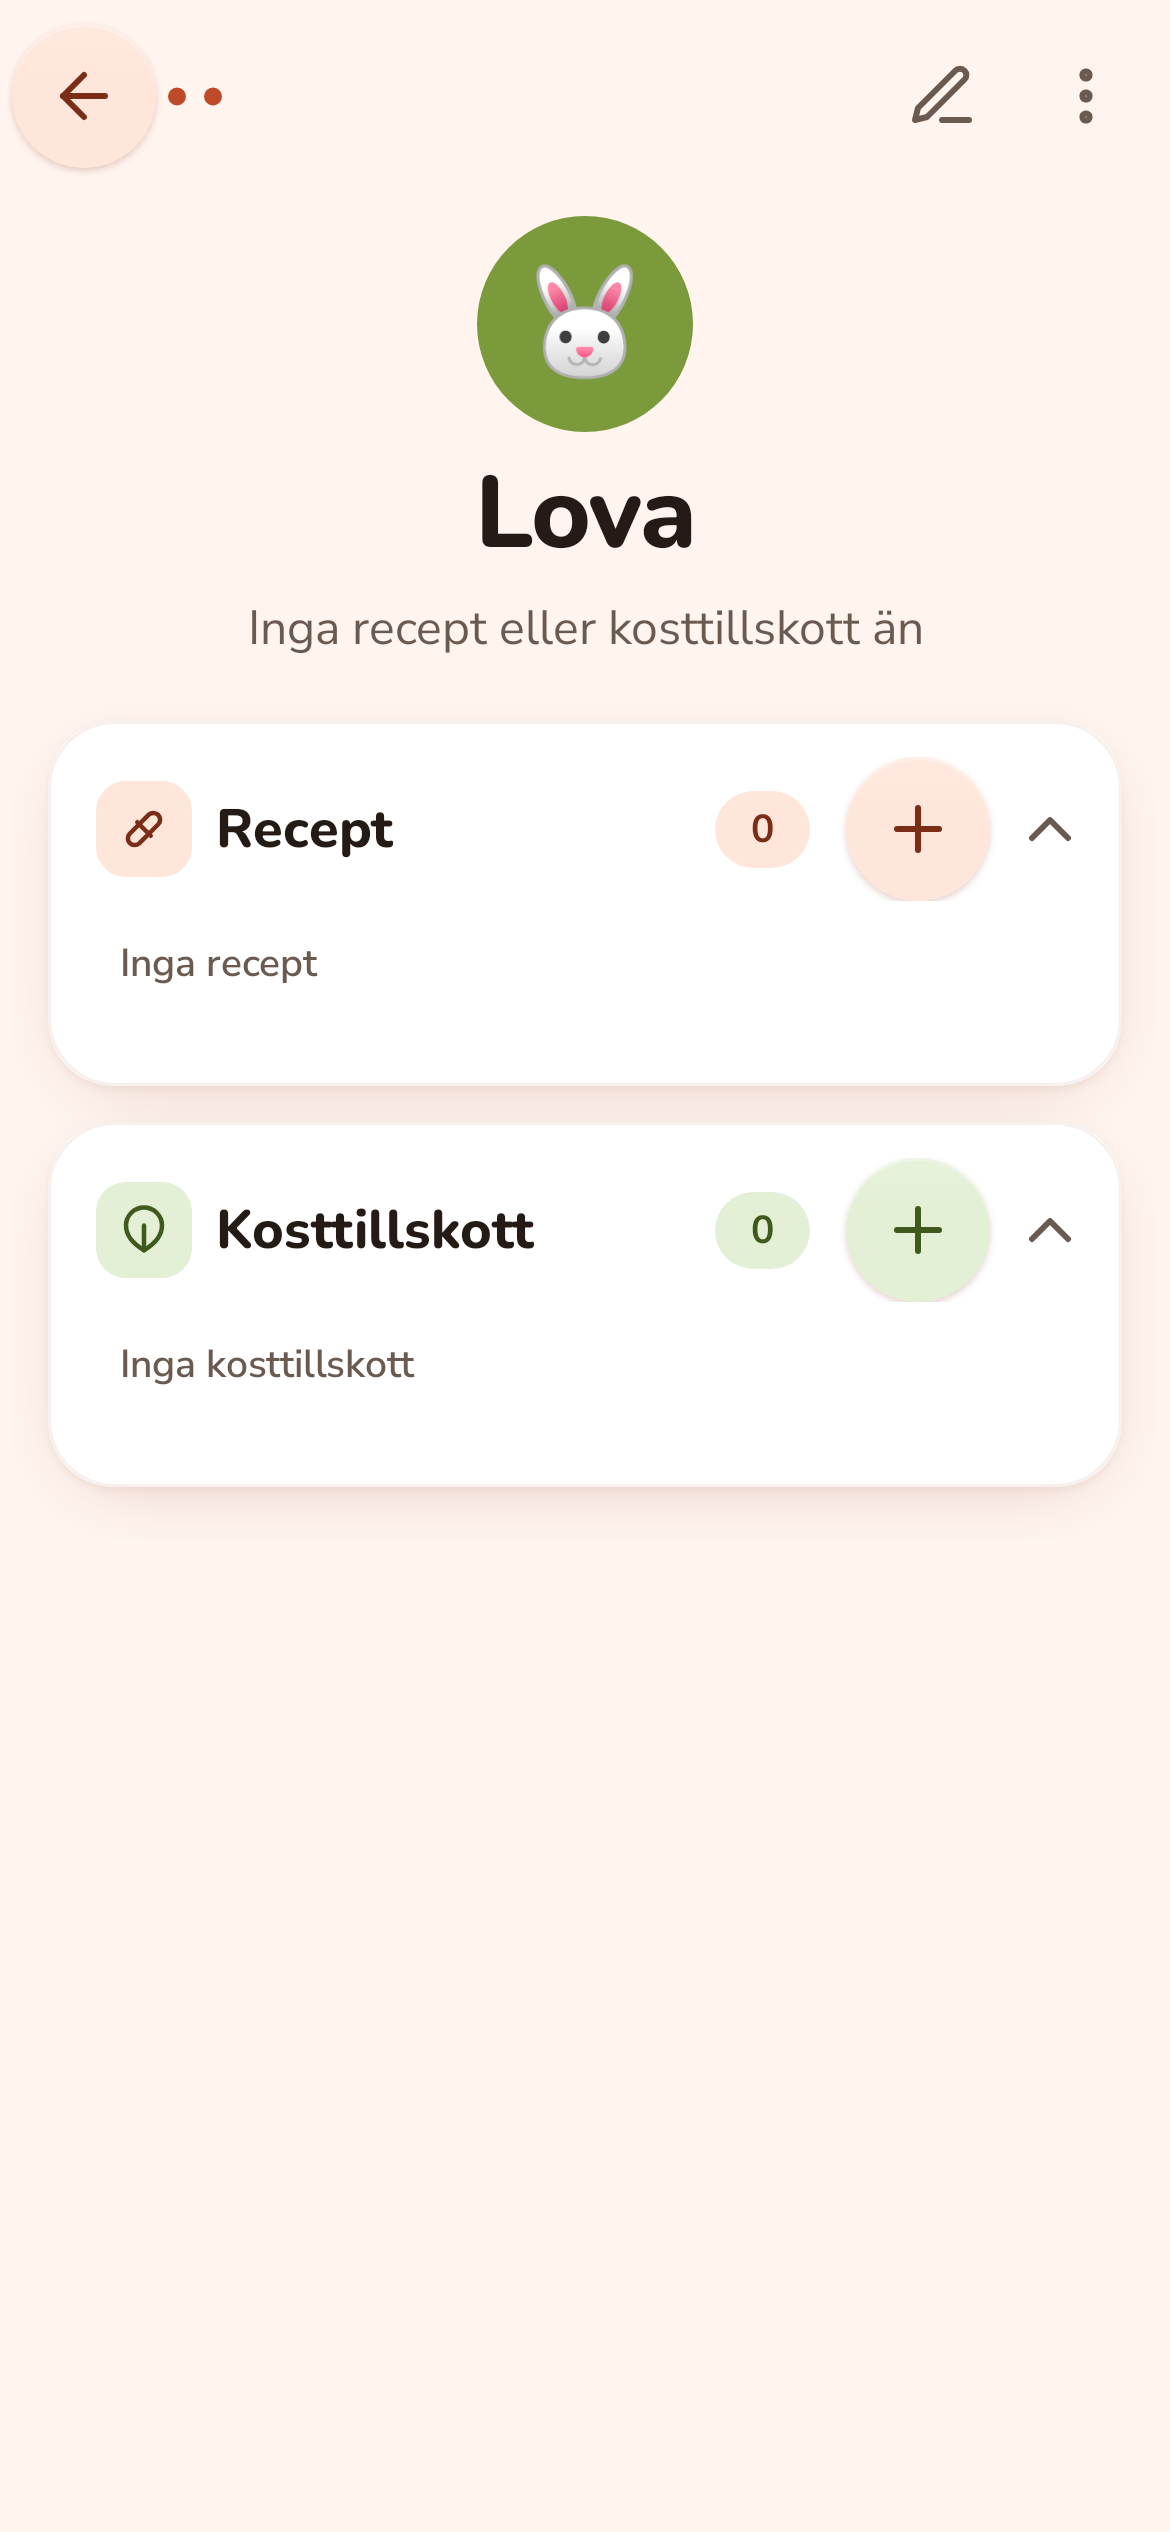 Lova
Inga recept eller kosttillskott än
Recept
0
Inga recept
Kosttillskott
0
Inga kosttillskott